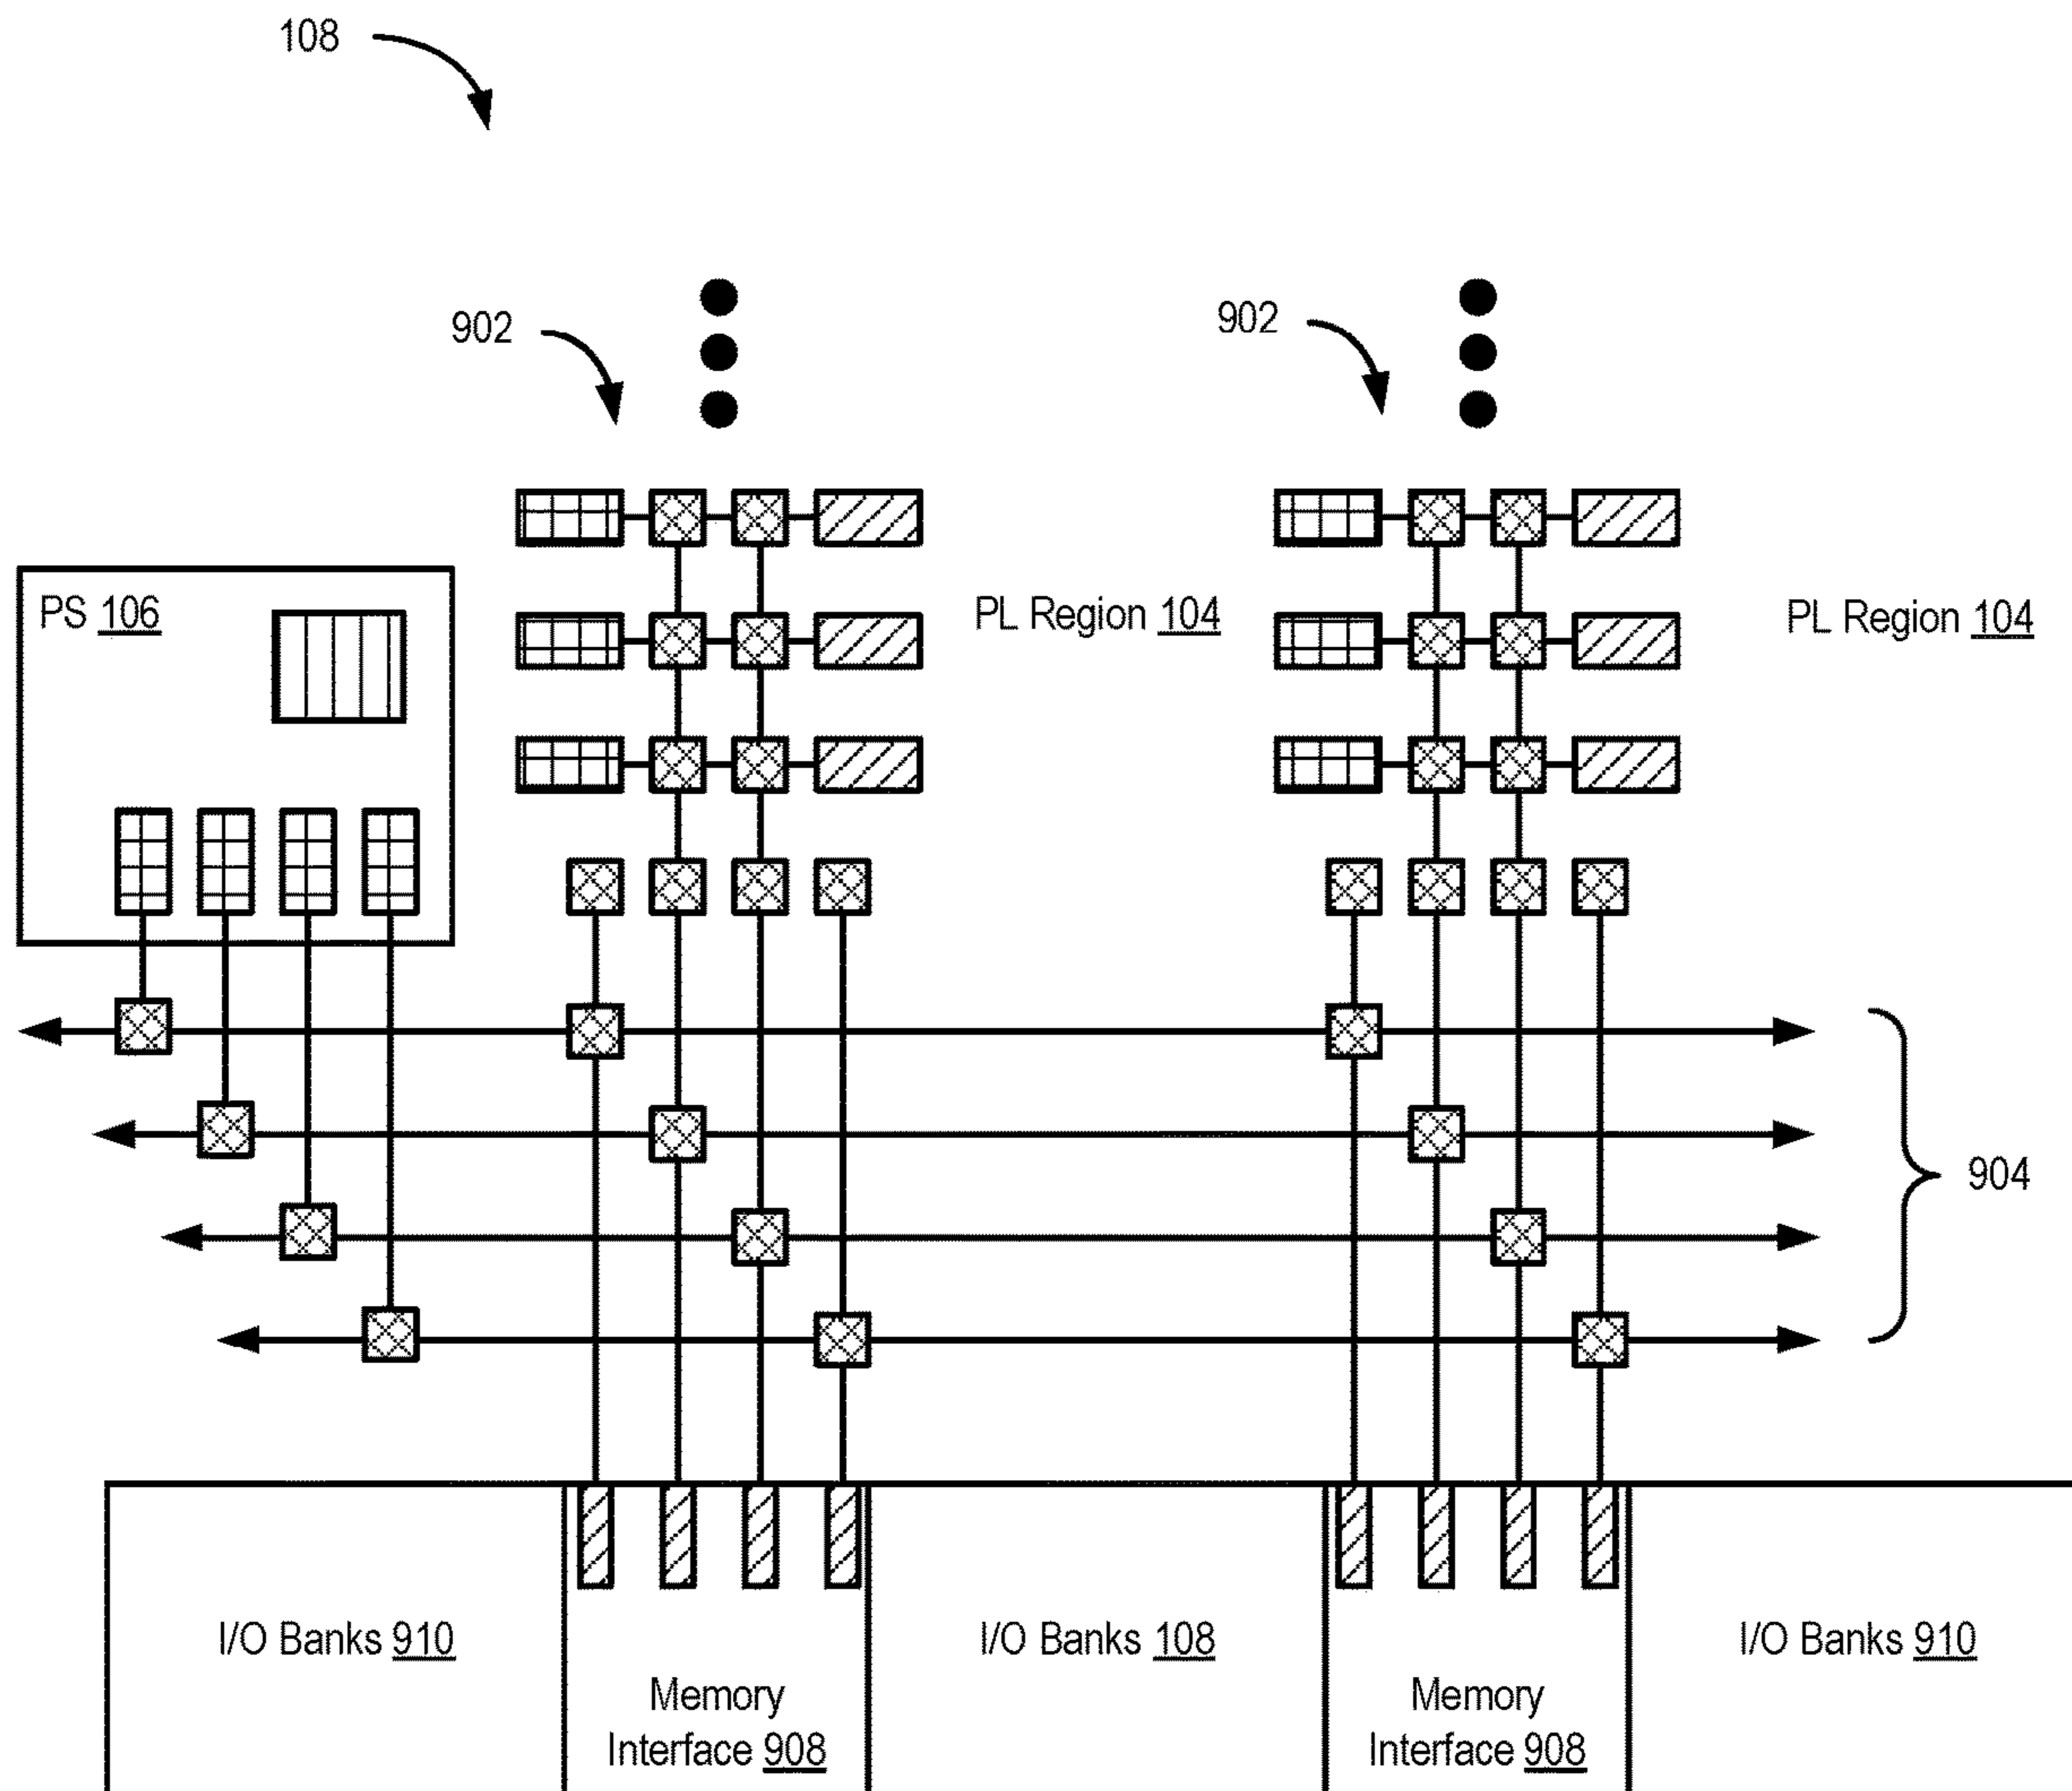 108
902
902
PS 106
PL Region 104
PL Region 104
904
I/O Banks 910
I/O Banks 108
I/O Banks 910
Memory
Interface 908
Memory
Interface 908